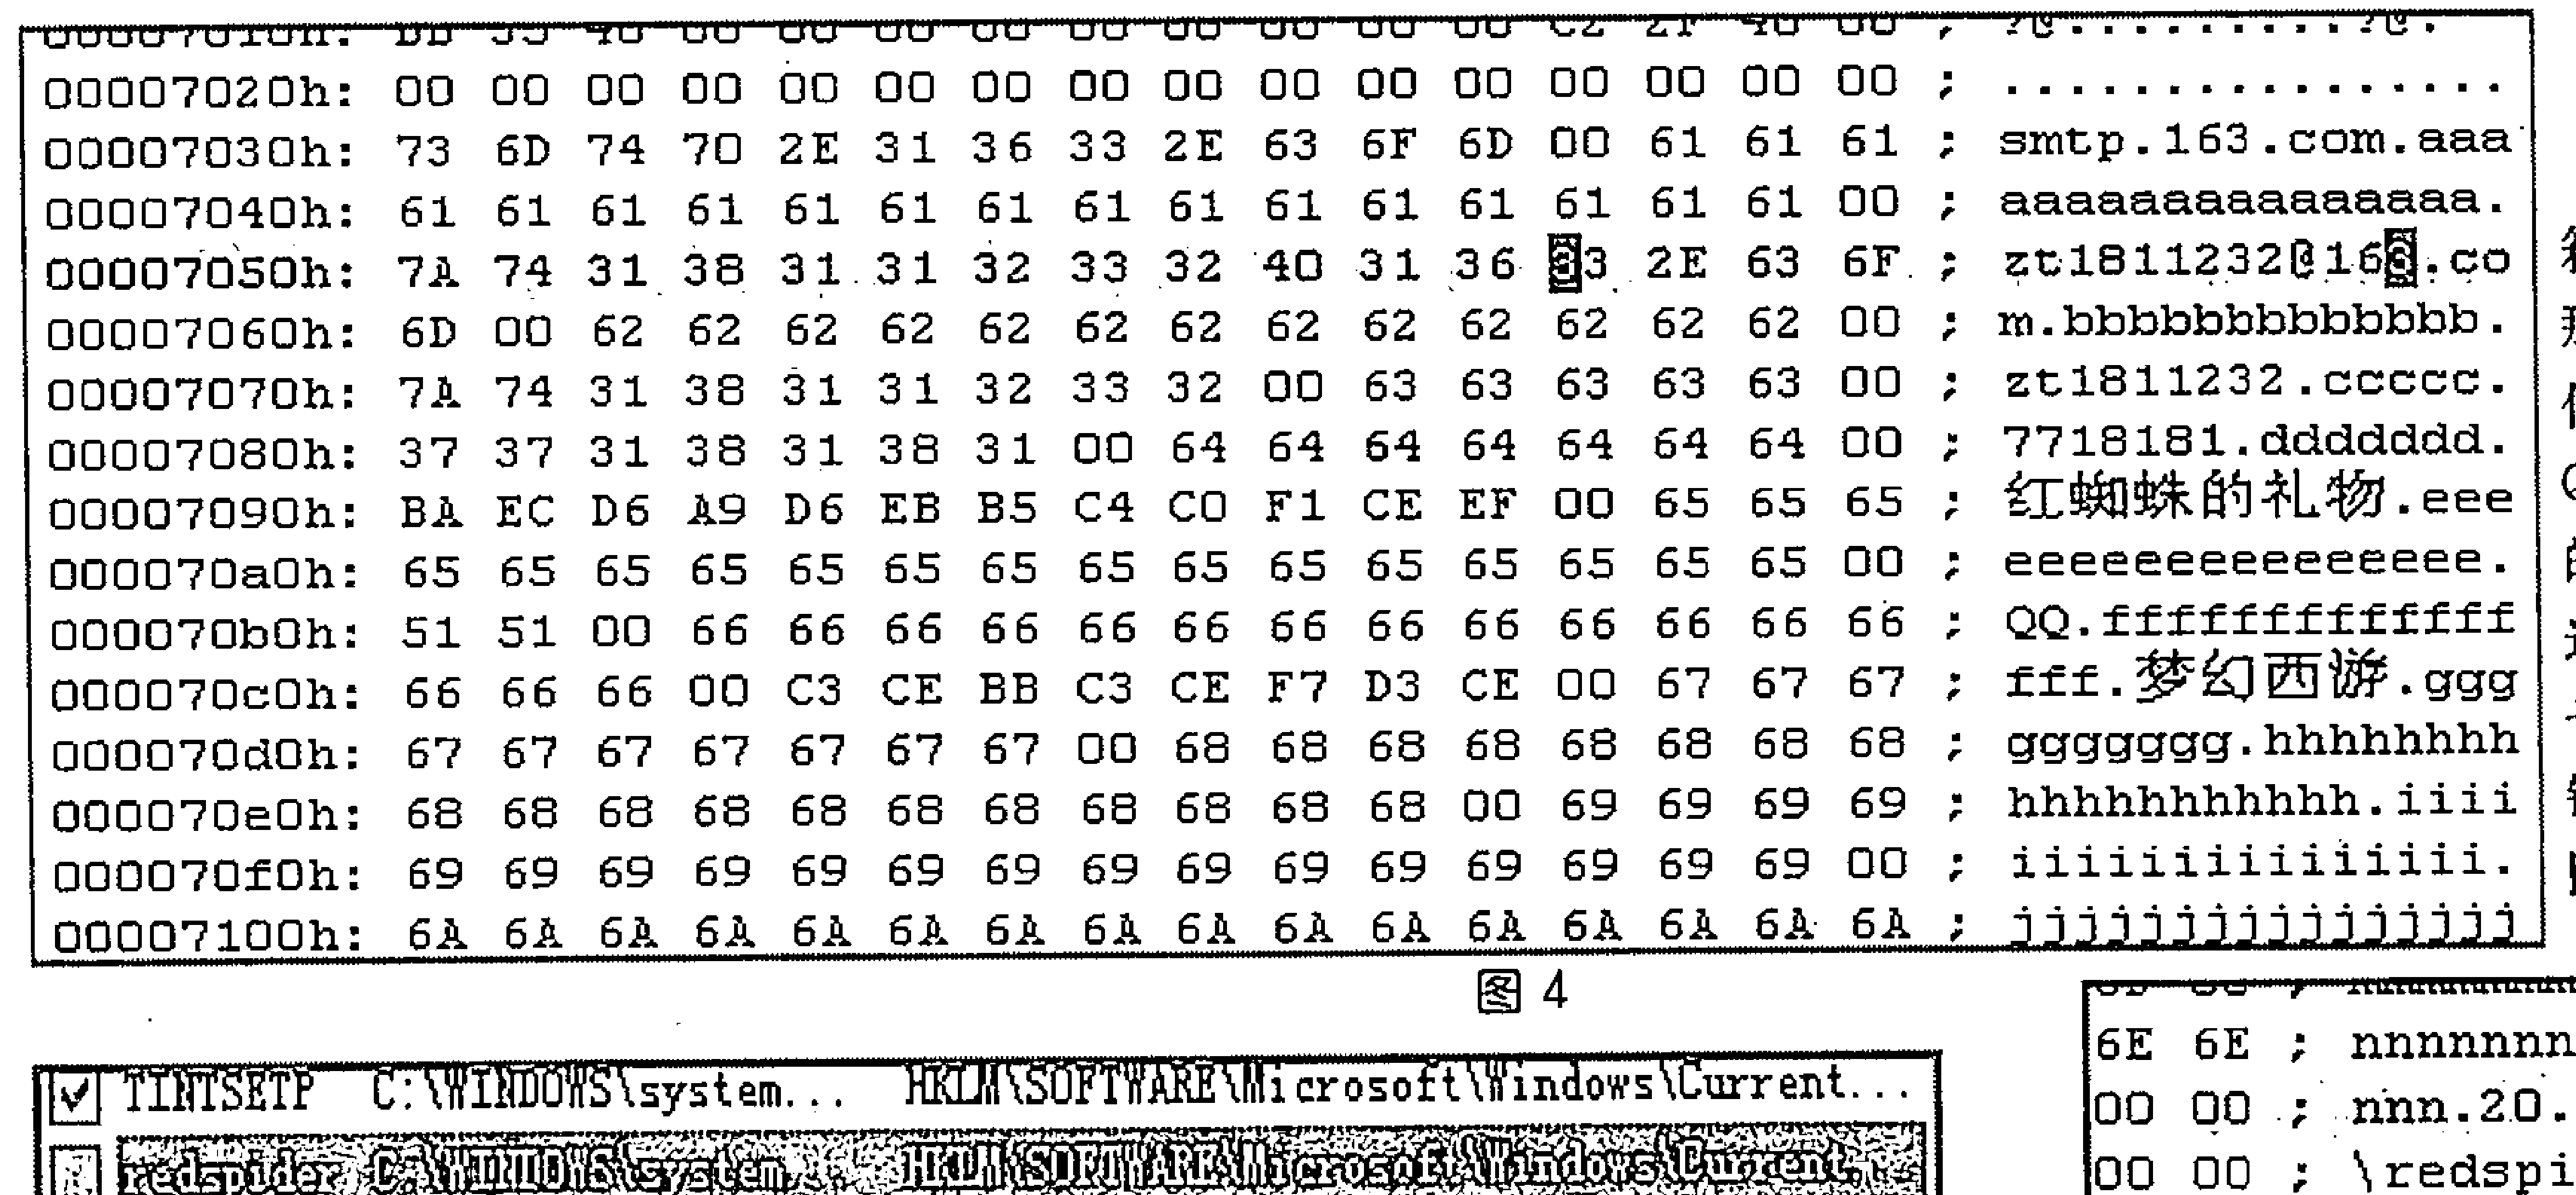 00007020h: 00 00 00 00 00 00 00 00 00 00 00 00 00 00 00 00 ; ................
00007030h: 73 6D 74 70 2E 31 36 33 2E 63 6F 6D 00 61 61 61 ; smtp.163.com.aaa
00007040h: 61 61 61 61 61 61 61 61 61 61 61 61 61 61 61 00 ; aaaaaaaaaaaaaaa.
00007050h: 7A 74 31 38 31 31 32 33 32 40 31 36 33 2E 63 6F ; zt1811232@163.co
00007060h: 6D 00 62 62 62 62 62 62 62 62 62 62 62 62 62 00 ; m.bbbbbbbbbbbbb.
00007070h: 7A 74 31 38 31 31 32 33 32 00 63 63 63 63 63 00 ; zt1811232.ccccc.
00007080h: 37 37 31 38 31 38 31 00 64 64 64 64 64 64 64 00 ; 7718181.ddddddd.
00007090h: BA EC D6 A9 D6 EB B5 C4 C0 F1 CE EF 00 65 65 65 ; 红蜘蛛的礼物.eee
000070a0h: 65 65 65 65 65 65 65 65 65 65 65 65 65 65 65 00 ; eeeeeeeeeeeeeee.
000070b0h: 51 51 00 66 66 66 66 66 66 66 66 66 66 66 66 66 ; QQ.fffffffffffff
000070c0h: 66 66 66 00 C3 CE BB C3 CE F7 D3 CE 00 67 67 67 ; fff.梦幻西游.ggg
000070d0h: 67 67 67 67 67 67 67 00 68 68 68 68 68 68 68 68 ; ggggggg.hhhhhhhh
000070e0h: 68 68 68 68 68 68 68 68 68 68 68 00 69 69 69 69 ; hhhhhhhhhhh.iiii
000070f0h: 69 69 69 69 69 69 69 69 69 69 69 69 69 69 69 00 ; iiiiiiiiiiiiiii.
00007100h: 6A 6A 6A 6A 6A 6A 6A 6A 6A 6A 6A 6A 6A 6A 6A 6A ; jjjjjjjjjjjjjjjj
图 4
TINTSETP C:\WINDOWS\system... HKLM\SOFTWARE\Microsoft\Windows\Current...
redspider C:\WINDOWS\system... HKLM\SOFTWARE\Microsoft\Windows\Current...
6E 6E ; nnnnnnn
00 00 ; nnn.20.
00 00 ; \redspi